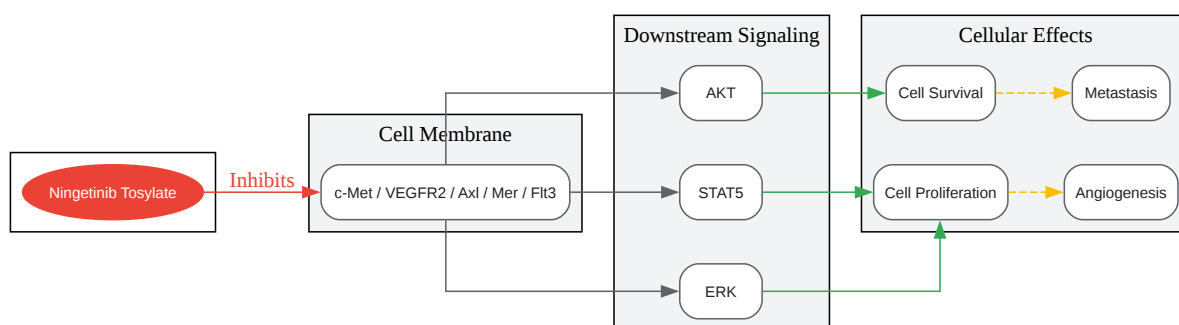 Downstream Signaling
Cellular Effects
AKT
Cell Survival
Metastasis
Cell Membrane
Ningetinib Tosylate
Inhibits
c-Met / VEGFR2 / Axl / Mer / Flt3
STAT5
Cell Proliferation
Angiogenesis
ERK